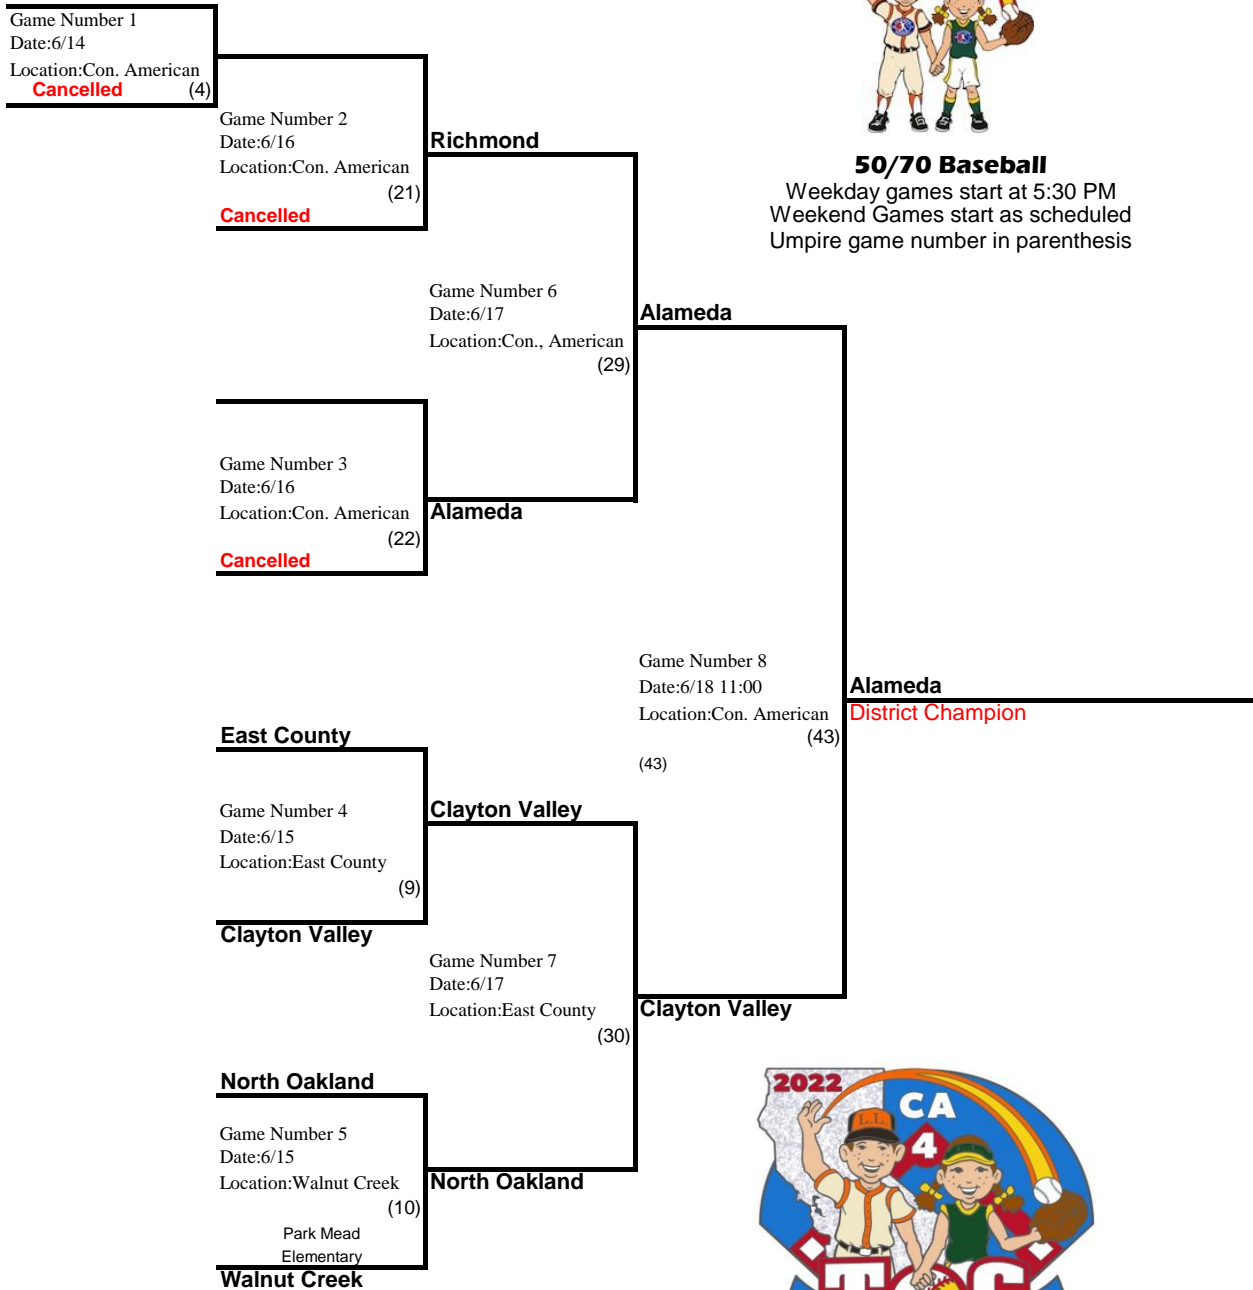 Game Number 1
Date:6/14
Location:Con. American
Cancelled (4)
Game Number 2
Date:6/16
Location:Con. American
(21)
Cancelled
Richmond
50/70 Baseball
Weekday games start at 5:30 PM
Weekend Games start as scheduled
Umpire game number in parenthesis
Game Number 6
Date:6/17
Location:Con., American
(29)
Alameda
Game Number 3
Date:6/16
Location:Con. American
(22)
Cancelled
Alameda
Game Number 8
Date:6/18 11:00
Location:Con. American
(43)
(43)
Alameda
District Champion
East County
Game Number 4
Date:6/15
Location:East County
(9)
Clayton Valley
Clayton Valley
Game Number 7
Date:6/17
Location:East County
(30)
Clayton Valley
North Oakland
Game Number 5
Date:6/15
Location:Walnut Creek
(10)
Park Mead
Elementary
Walnut Creek
North Oakland
2022
CA
4
L.L.
TOC